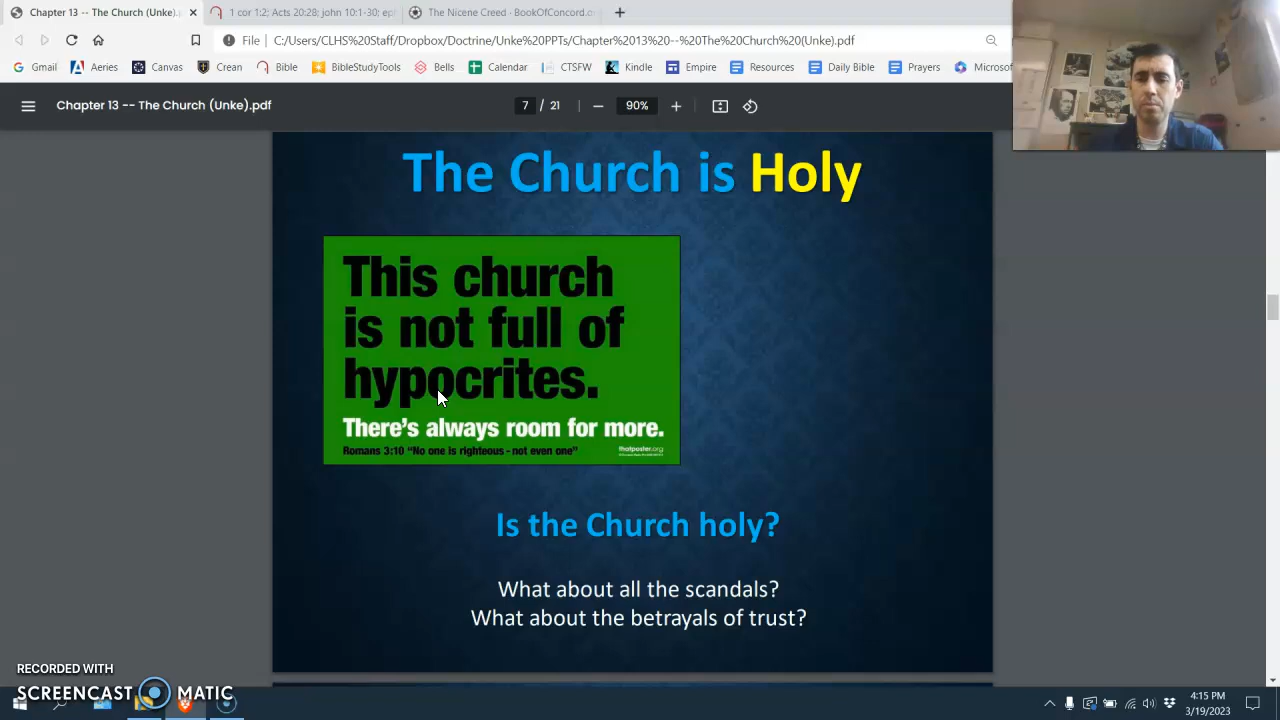 Chapter 13 -- The Church (Unke).
1 cor 1:2; Acts 20:28; john 10:1-30; ep
The Nicene Creed - BookOfConcord.o
File
C:/Users/CLHS%20Staff/Dropbox/Doctrine/Unke%20PPTs/Chapter%2013%20--%20The%20Church%20(Unke).pdf
Gmail Aeries Canvas Crean Bible BibleStudyTools Bells Calendar CTSFW Kindle Empire Resources Daily Bible Prayers Microso
Chapter 13 -- The Church (Unke).pdf
7 / 21
90%
The Church is Holy
This church
is not full of
hypocrites.
There's always room for more.
Romans 3:10 "No one is righteous - not even one"
thatposter.org
Is the Church holy?
What about all the scandals?
What about the betrayals of trust?
RECORDED WITH
SCREENCAST MATIC
4:15 PM
3/19/2023